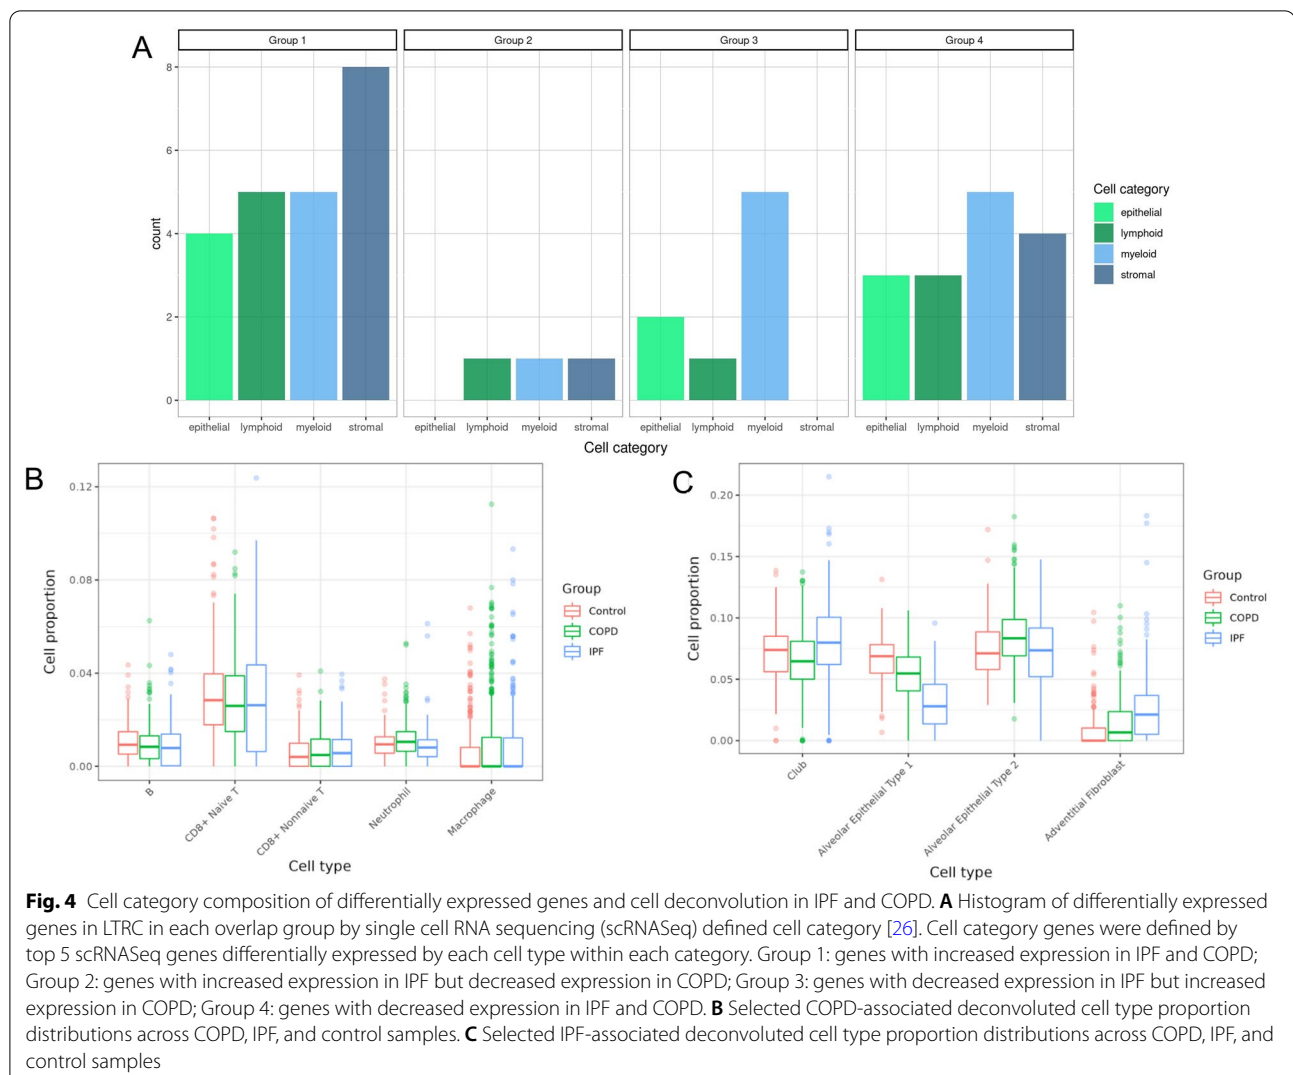 A
Group 1
Group 2
Group 3
Group 4
8
6
4
2
0
count
epithelial lymphoid myeloid stromal
epithelial lymphoid myeloid stromal
epithelial lymphoid myeloid stromal
epithelial lymphoid myeloid stromal
Cell category
Cell category
epithelial
lymphoid
myeloid
stromal
B
0.12
0.08
0.04
0.00
Cell proportion
B
CD8+ Naive T
CD8+ Nonnaive T
Neutrophil
Macrophage
Cell type
Group
Control
COPD
IPF
C
0.20
0.15
0.10
0.05
0.00
Cell proportion
Club
Alveolar Epithelial Type 1
Alveolar Epithelial Type 2
Adventitial Fibroblast
Cell type
Group
Control
COPD
IPF
Fig. 4 Cell category composition of differentially expressed genes and cell deconvolution in IPF and COPD. A Histogram of differentially expressed
genes in LTRC in each overlap group by single cell RNA sequencing (scRNASeq) defined cell category [26]. Cell category genes were defined by
top 5 scRNASeq genes differentially expressed by each cell type within each category. Group 1: genes with increased expression in IPF and COPD;
Group 2: genes with increased expression in IPF but decreased expression in COPD; Group 3: genes with decreased expression in IPF but increased
expression in COPD; Group 4: genes with decreased expression in IPF and COPD. B Selected COPD-associated deconvoluted cell type proportion
distributions across COPD, IPF, and control samples. C Selected IPF-associated deconvoluted cell type proportion distributions across COPD, IPF, and
control samples